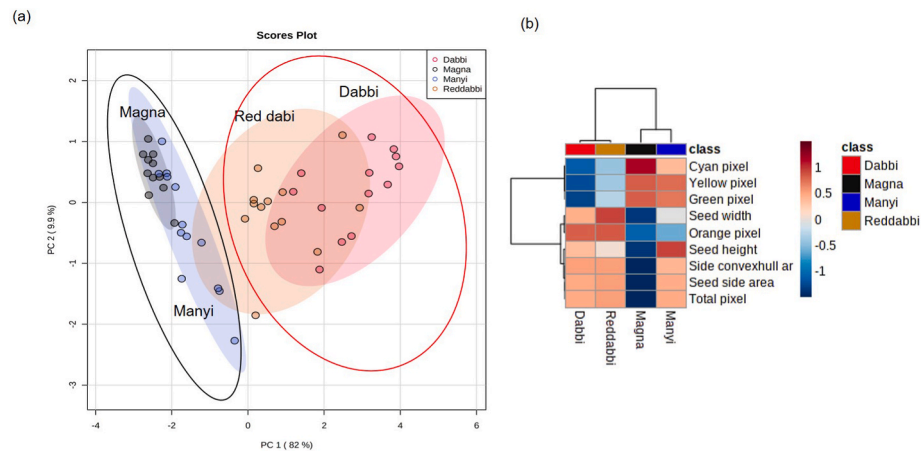 (a)
Scores Plot
Dabbi
Magna
Manyi
Reddabbi
Magna
Red dabi
Dabbi
Manyi
PC 2 ( 9.9 %)
2
1
0
-1
-2
-3
-4
-2
0
2
4
6
PC 1 ( 82 %)
(b)
class
Cyan pixel
Yellow pixel
Green pixel
Seed width
Orange pixel
Seed height
Side convexhull ar
Seed side area
Total pixel
Dabbi
Reddabbi
Magna
Manyi
1
0.5
0
-0.5
-1
class
Dabbi
Magna
Manyi
Reddabbi